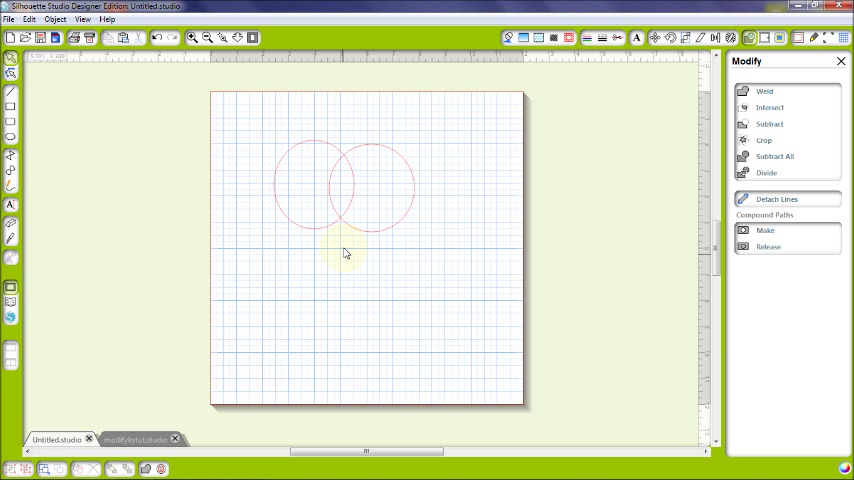 Silhouette Studio Designer Edition: Untitled.studio
File Edit Object View Help
Modify
Weld
Intersect
Subtract
Crop
Subtract All
Divide
Detach Lines
Compound Paths
Make
Release
Untitled.studio
modifykytut.studio